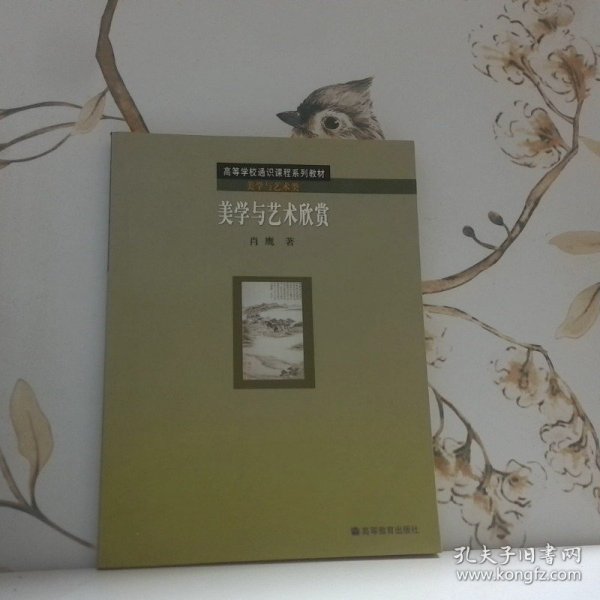 高等学校通识课程系列教材
美学与艺术类
美学与艺术欣赏
肖鹰 著
高等教育出版社
孔夫子旧书网
www.kongfz.com